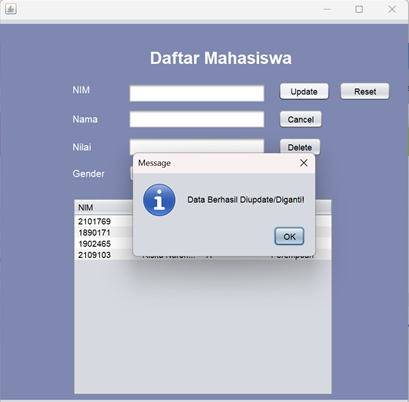 Daftar Mahasiswa
NIM
Update
Reset
Nama
Cancel
Nilai
Delete
Gender
Message
Data Berhasil Diupdate/Diganti!
OK
NIM
2101769
1890171
1902465
2109103